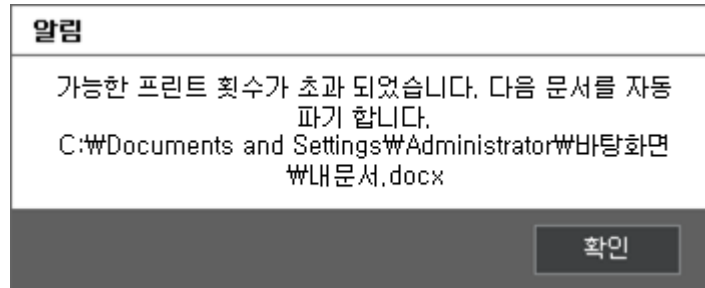 알림
가능한 프린트 횟수가 초과 되었습니다. 다음 문서를 자동
파기 합니다.
C:₩Documents and Settings₩Administrator₩바탕화면
₩내문서.docx
확인